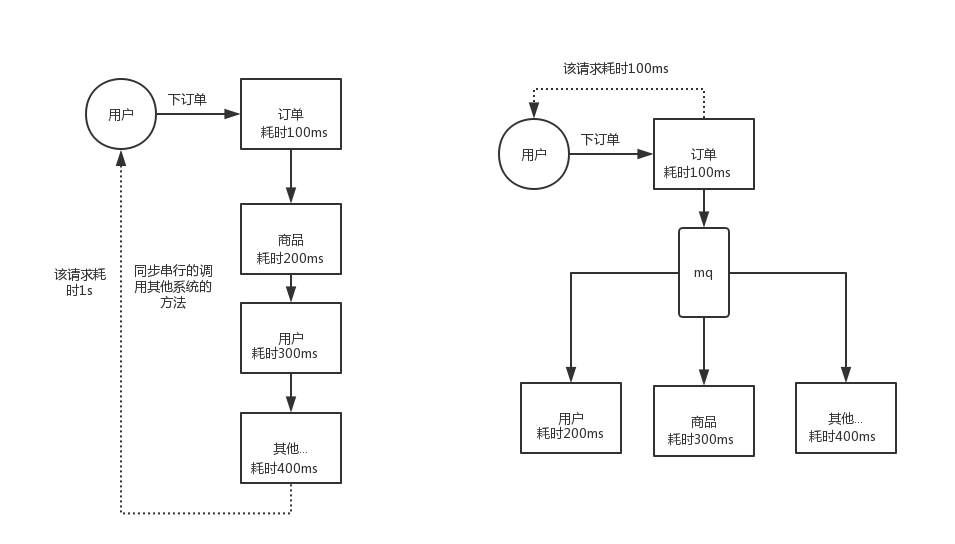 用户
下订单
订单
耗时100ms
商品
耗时200ms
用户
耗时300ms
其他...
耗时400ms
该请求耗
时1s
同步串行的调
用其他系统的
方法
该请求耗时100ms
用户
下订单
订单
耗时100ms
mq
用户
耗时200ms
商品
耗时300ms
其他...
耗时400ms